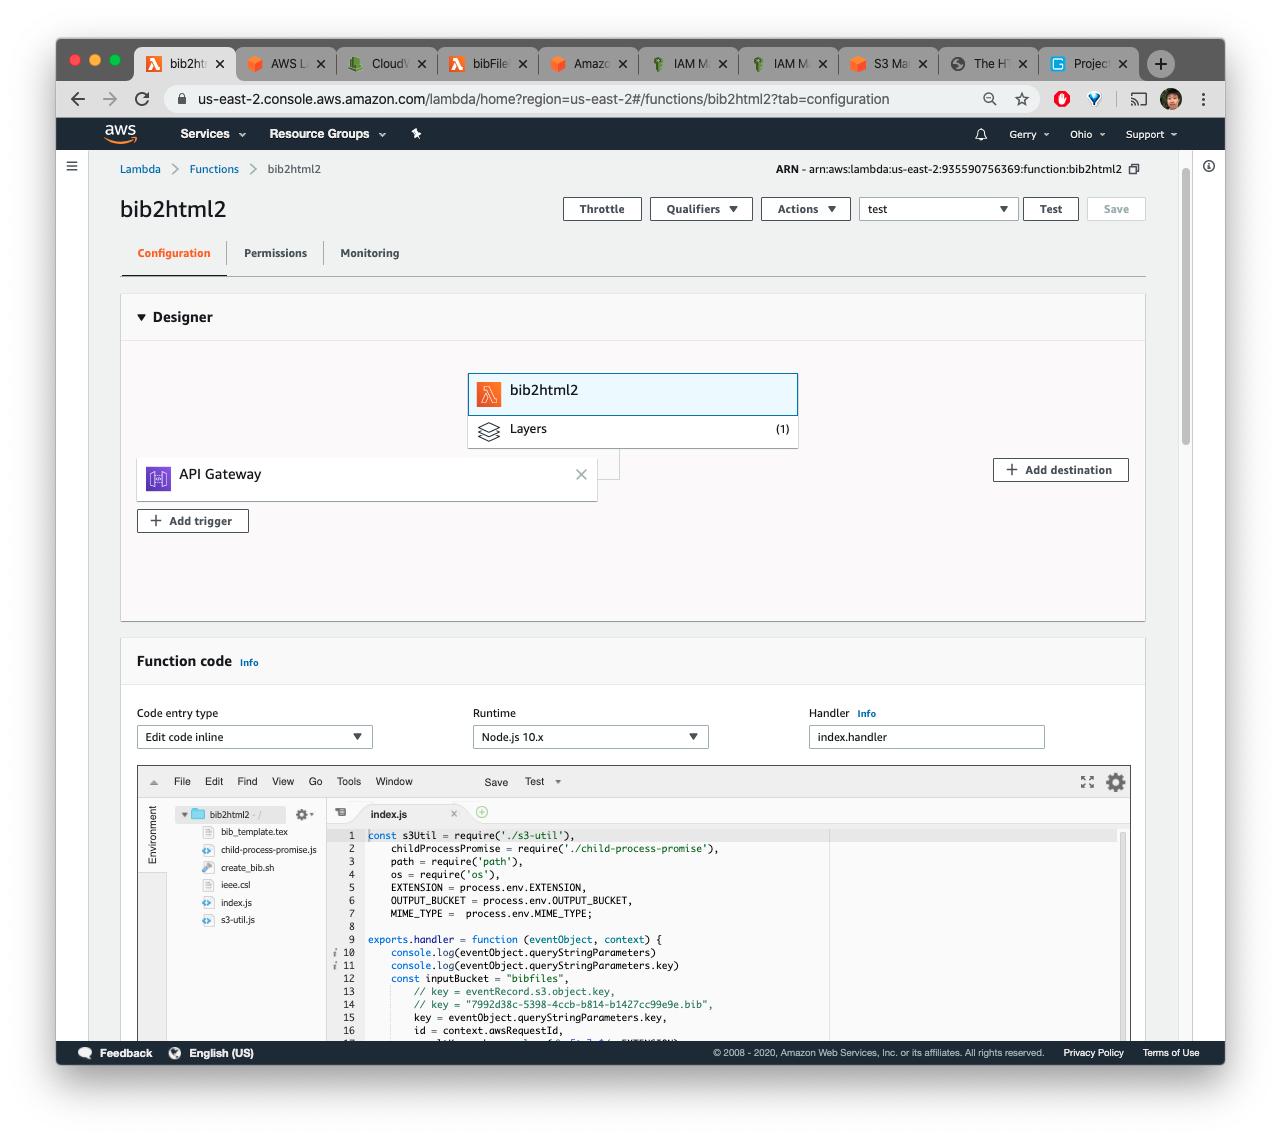 bib2ht
AWS L
CloudW
bibFile
Amazo
IAM M
IAM M
S3 Ma
The H
Projec
us-east-2.console.aws.amazon.com/lambda/home?region=us-east-2#/functions/bib2html2?tab=configuration
aws Services Resource Groups Gerry Ohio Support
Lambda Functions bib2html2
ARN - arn:aws:lambda:us-east-2:935590756369:function:bib2html2
bib2html2
Throttle Qualifiers Actions test Test Save
Configuration Permissions Monitoring
Designer
bib2html2
Layers (1)
API Gateway
+ Add destination
+ Add trigger
Function code Info
Code entry type Runtime Handler Info
Edit code inline Node.js 10.x index.handler
File Edit Find View Go Tools Window Save Test
Environment
bib2html2 - /
bib_template.tex
child-process-promise.js
create_bib.sh
ieee.csl
index.js
s3-util.js
index.js
1 const s3Util = require('./s3-util'),
2 childProcessPromise = require('./child-process-promise'),
3 path = require('path'),
4 os = require('os'),
5 EXTENSION = process.env.EXTENSION,
6 OUTPUT_BUCKET = process.env.OUTPUT_BUCKET,
7 MIME_TYPE =  process.env.MIME_TYPE;
8
9 exports.handler = function (eventObject, context) {
10 console.log(eventObject.queryStringParameters)
11 console.log(eventObject.queryStringParameters.key)
12 const inputBucket = "bibfiles",
13 // key = eventRecord.s3.object.key,
14 // key = "7992d38c-5398-4ccb-b814-b1427cc99e9e.bib",
15 key = eventObject.queryStringParameters.key,
16 id = context.awsRequestId,
Feedback English (US)
© 2008 - 2020, Amazon Web Services, Inc. or its affiliates. All rights reserved. Privacy Policy Terms of Use